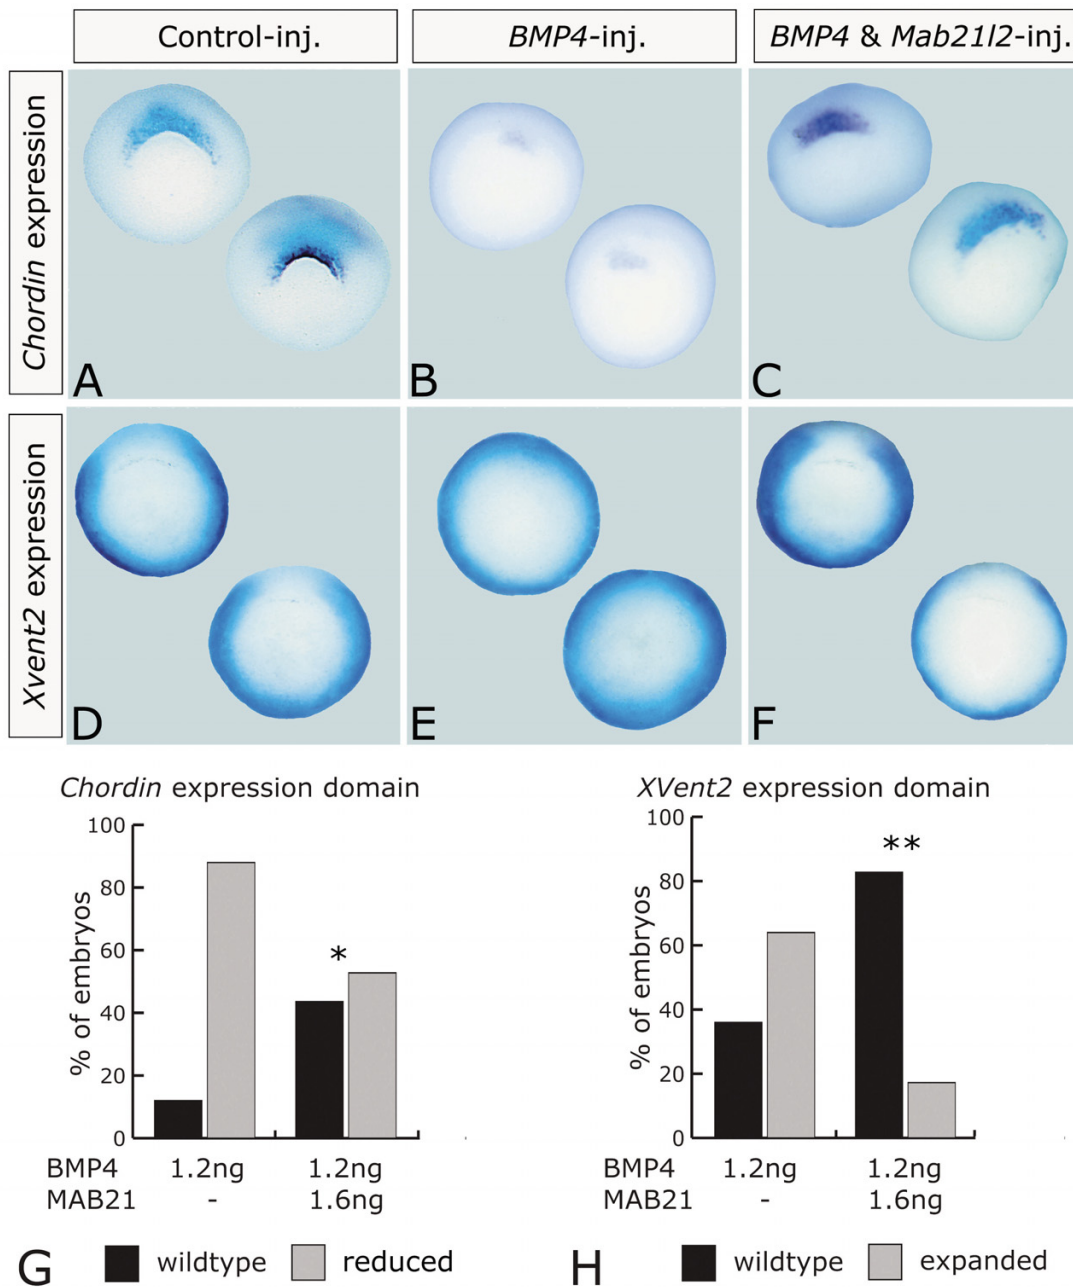 Control-inj.
BMP4-inj.
BMP4 & Mab21l2-inj.
Chordin expression
A
B
C
Xvent2 expression
D
E
F
Chordin expression domain
100
80
60
40
20
0
% of embryos
*
BMP4 1.2ng 1.2ng
MAB21 - 1.6ng
G
wildtype
reduced
XVent2 expression domain
100
80
60
40
20
0
% of embryos
**
1.2ng 1.2ng
BMP4
MAB21 - 1.6ng
H
wildtype
expanded